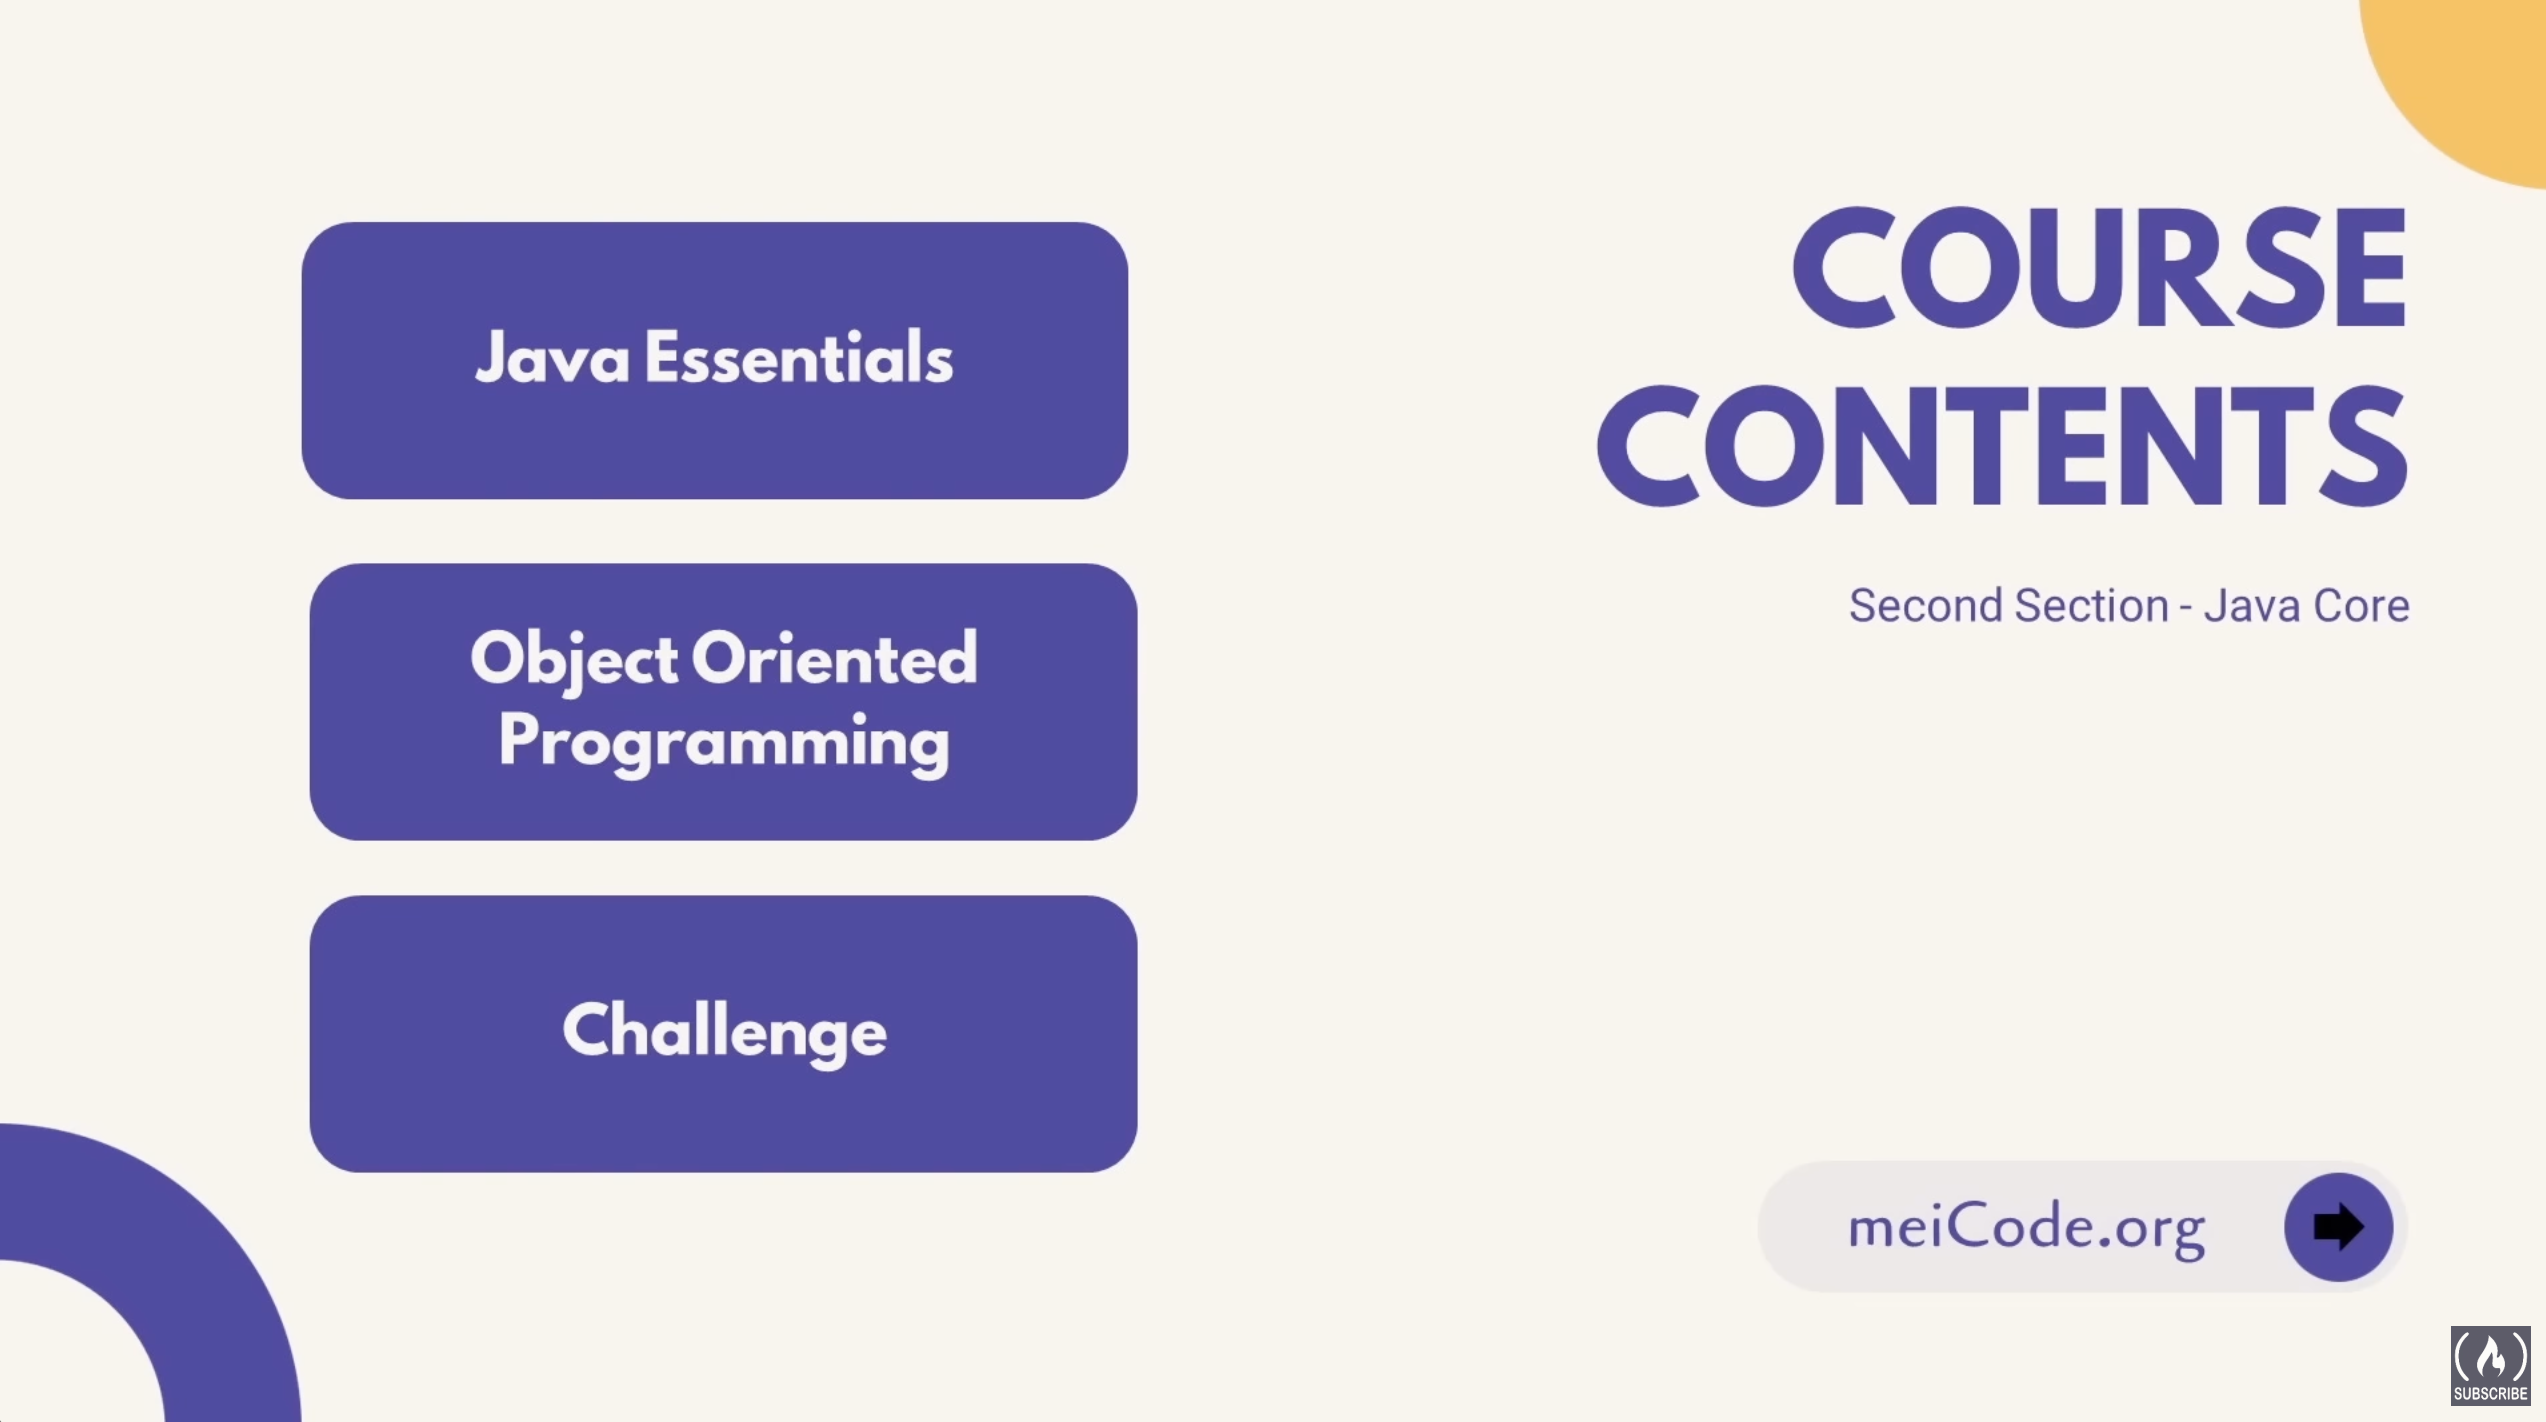 COURSE
CONTENTS
Second Section - Java Core
Java Essentials
Object Oriented
Programming
Challenge
meiCode.org
SUBSCRIBE